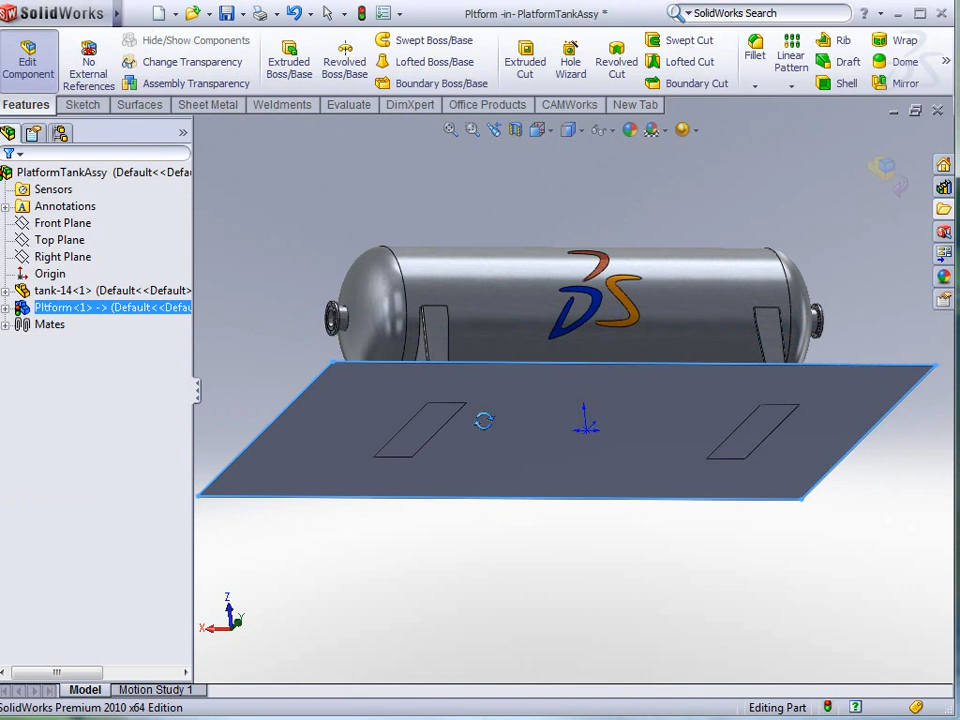 SolidWorks
Pltform -in- PlatformTankAssy *
SolidWorks Search
Edit Component
No External References
Hide/Show Components
Change Transparency
Assembly Transparency
Extruded Boss/Base
Revolved Boss/Base
Swept Boss/Base
Lofted Boss/Base
Boundary Boss/Base
Extruded Cut
Hole Wizard
Revolved Cut
Swept Cut
Lofted Cut
Boundary Cut
Fillet
Linear Pattern
Rib
Draft
Shell
Wrap
Dome
Mirror
Features Sketch Surfaces Sheet Metal Weldments Evaluate DimXpert Office Products CAMWorks New Tab
PlatformTankAssy (Default<<Defa
Sensors
Annotations
Front Plane
Top Plane
Right Plane
Origin
tank-14<1> (Default<<Default>
Pltform<1> -> (Default<<Defau
Mates
DS
Z
X
Y
Model Motion Study 1
SolidWorks Premium 2010 x64 Edition
Editing Part